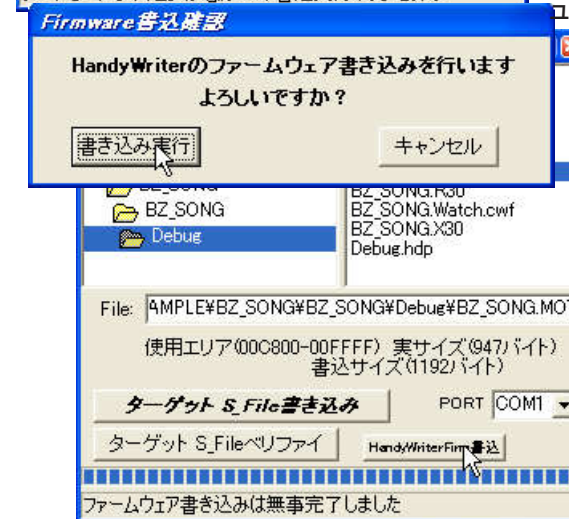 Firmware書込確認
HandyWriterのファームウェア書き込みを行います
よろしいですか？
書き込み実行
キャンセル
BZ_SONG
BZ_SONG
Debug
BZ_SONG.R30
BZ_SONG.Watch.cwf
BZ_SONG.X30
Debug.hdp
File: AMPLE¥BZ_SONG¥BZ_SONG¥Debug¥BZ_SONG.MOT
使用エリア(00C800-00FFFF) 実サイズ(947バイト)
書込サイズ(1192バイト)
ターゲット S_File書き込み
PORT COM1
ターゲット S_Fileベリファイ
HandyWriterFirm書込
ファームウェア書き込みは無事完了しました